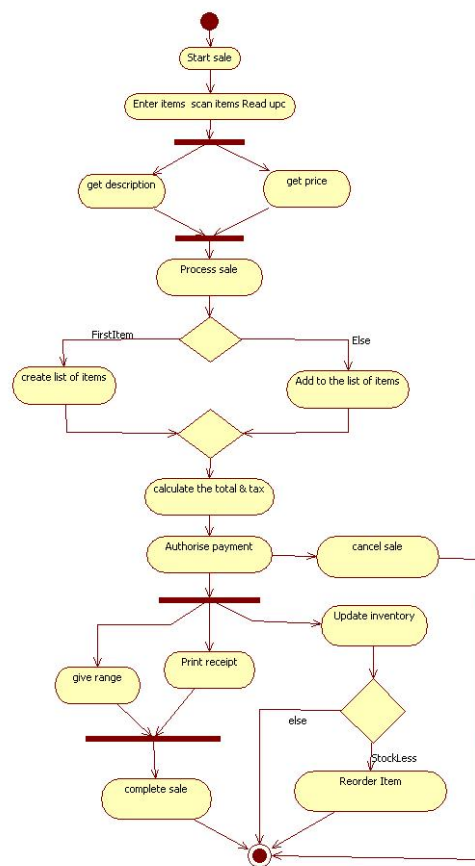 Start sale
Enter items  scan items Read upc
get description
get price
Process sale
FirstItem
Else
create list of items
Add to the list of items
calculate the total & tax
Authorise payment
cancel sale
Update inventory
give range
Print receipt
else
StockLess
complete sale
Reorder Item